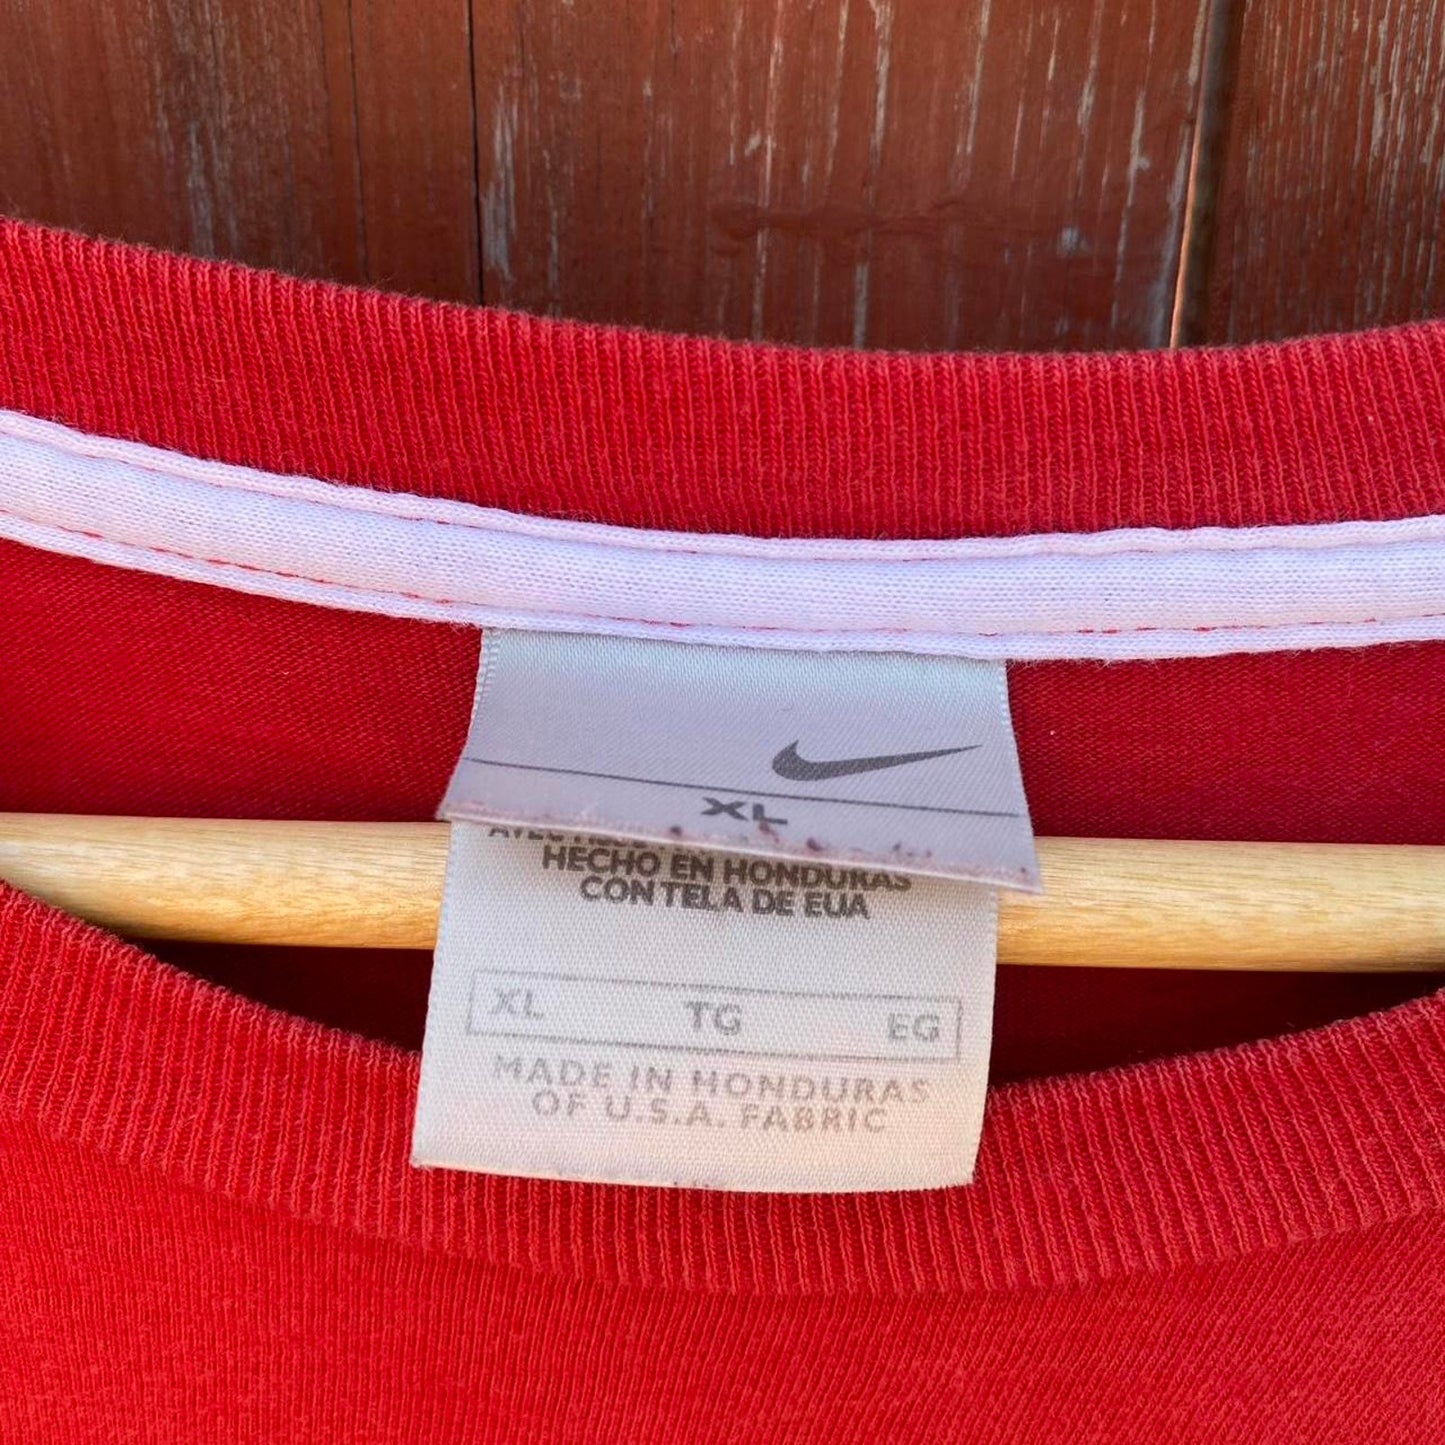 XL
HECHO EN HONDURAS
CON TELA DE EUA
XL TG EG
MADE IN HONDURAS
OF U.S.A. FABRIC